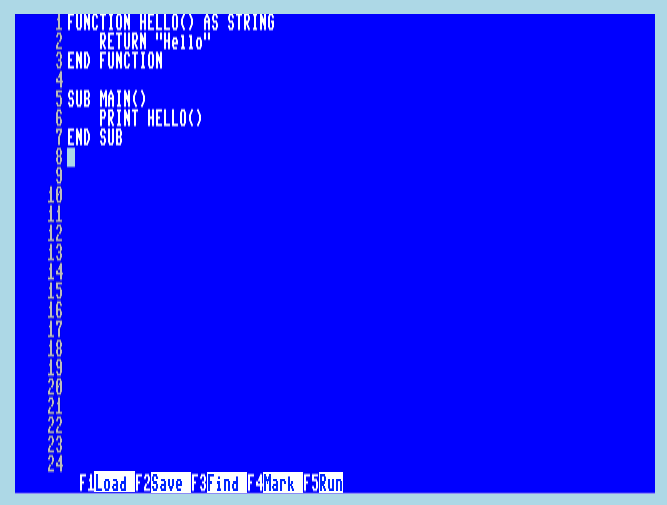 1 FUNCTION HELLO() AS STRING
2     RETURN "Hello"
3 END FUNCTION
4
5 SUB MAIN()
6     PRINT HELLO()
7 END SUB
8
9
10
11
12
13
14
15
16
17
18
19
20
21
22
23
24
F1Load F2Save F3Find F4Mark F5Run